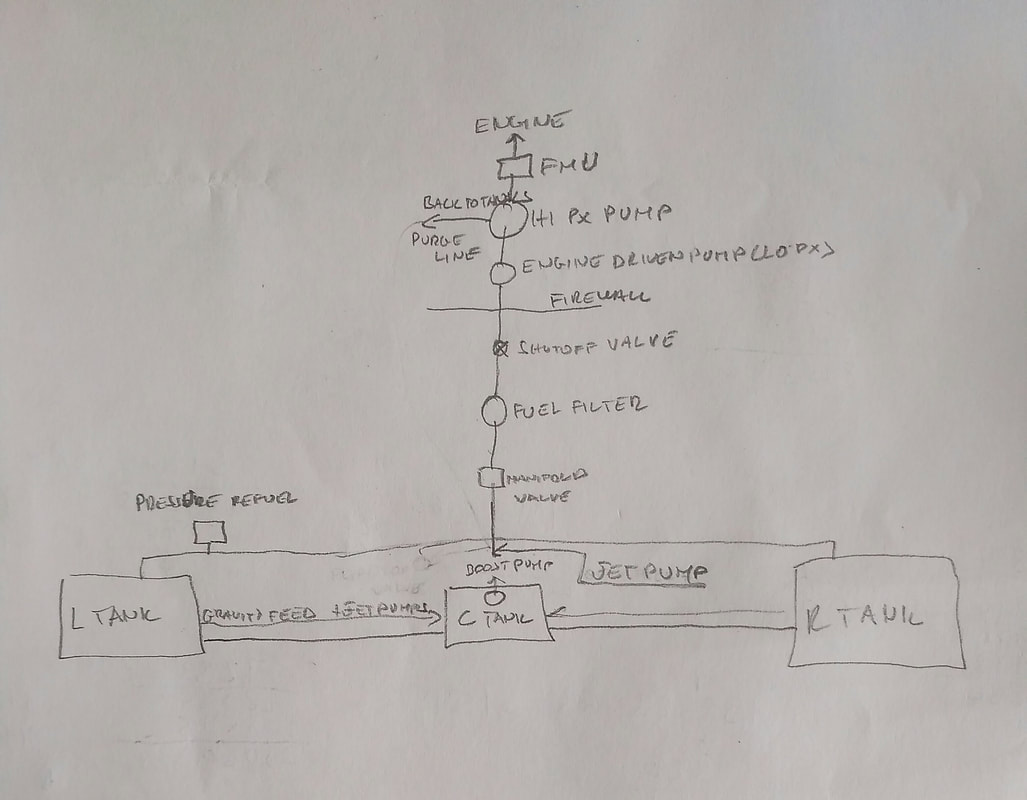 ENGINE
FMU
BACK TO TANKS
HI PX PUMP
PURGE
LINE
ENGINE DRIVEN PUMP (LO PX)
FIREWALL
SHUTOFF VALVE
FUEL FILTER
MANIFOLD
VALVE
PRESSURE REFUEL
BOOST PUMP
JET PUMP
L TANK
GRAVITY FEED + JET PUMPS
C TANK
R TANK